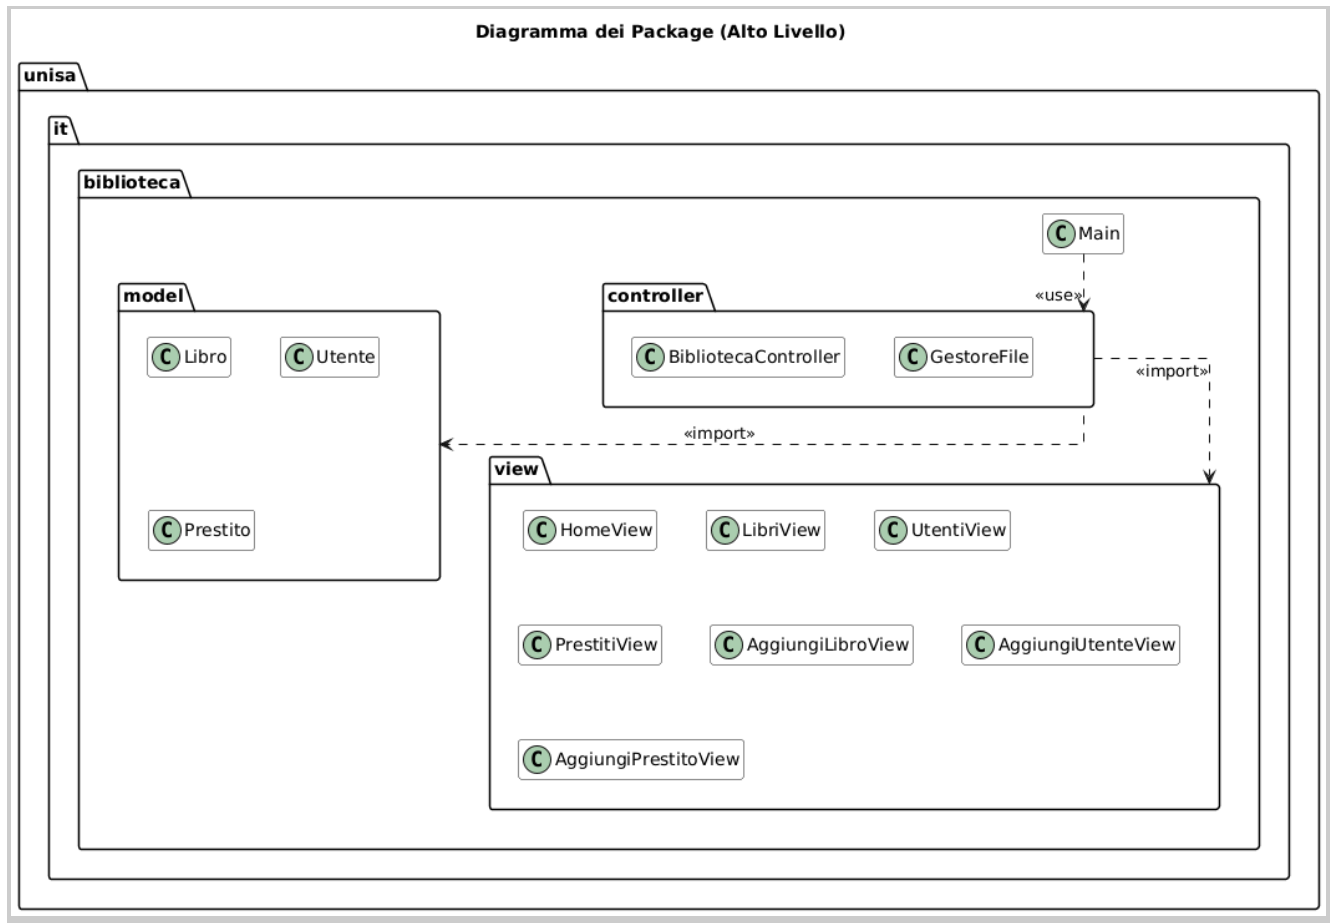 Diagramma dei Package (Alto Livello)
unisa
it
biblioteca
C Main
«use»
model
controller
C Libro
C Utente
C BibliotecaController
C GestoreFile
«import»
«import»
view
C Prestito
C HomeView
C LibriView
C UtentiView
C PrestitiView
C AggiungiLibroView
C AggiungiUtenteView
C AggiungiPrestitoView